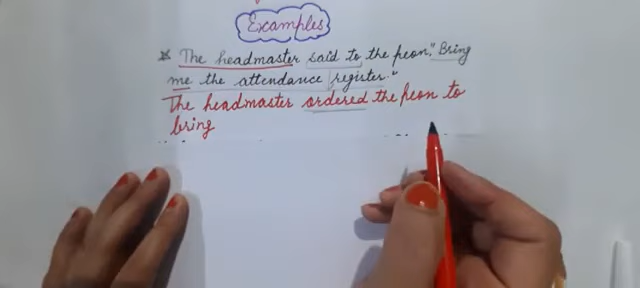 Examples
* The headmaster said to the peon," Bring
me the attendance register."
The headmaster ordered the peon to
bring